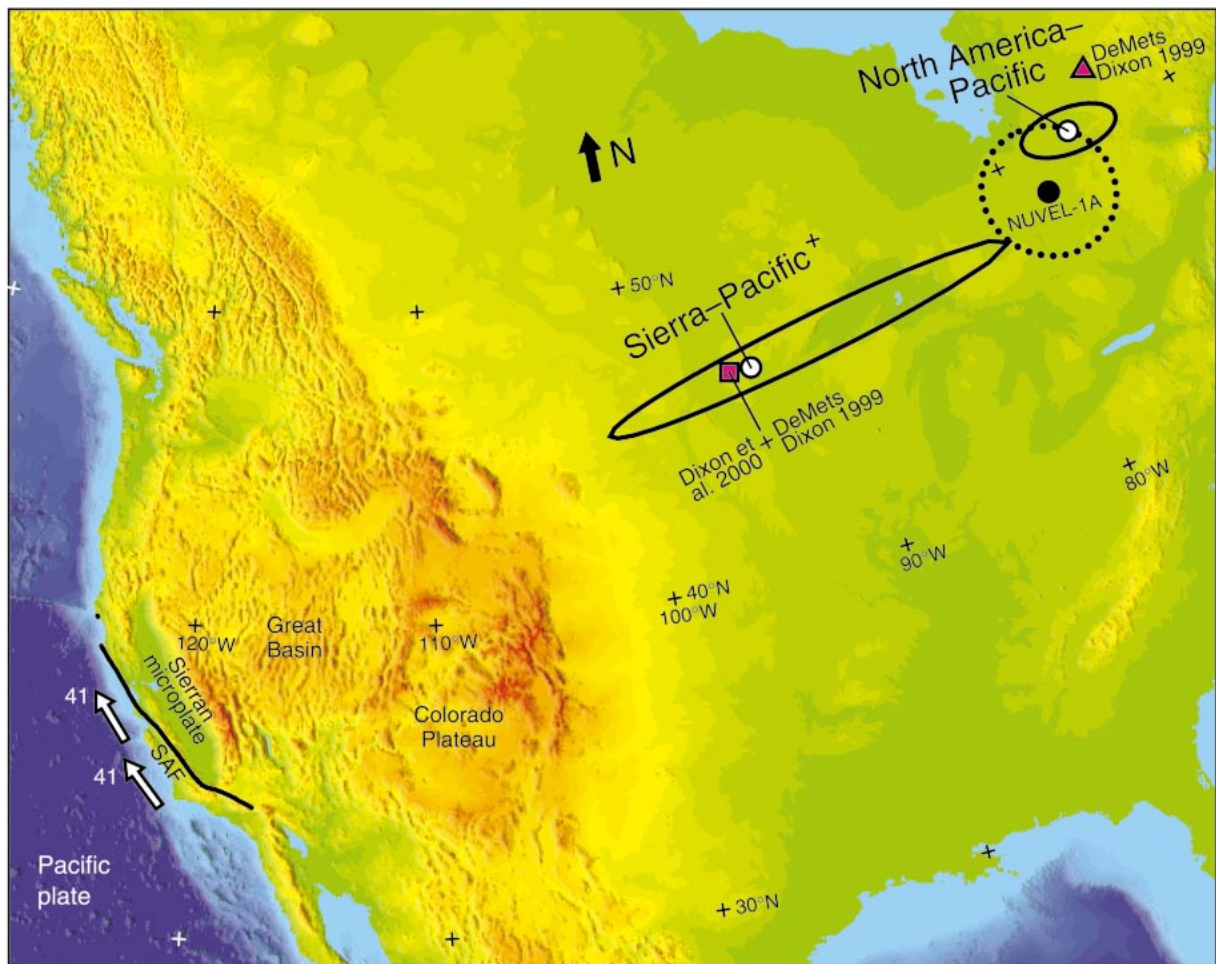 North America–
Pacific
DeMets
Dixon 1999
N
NUVEL-1A
50°N
Sierra–Pacific
Dixon et
al. 2000
DeMets
Dixon 1999
80°W
90°W
40°N
100°W
120°W
Great
Basin
110°W
Sierran
microplate
Colorado
Plateau
41
SAF
41
Pacific
plate
30°N